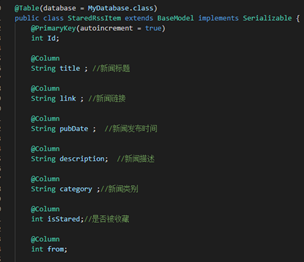 @Table(database = MyDatabase.class)
public class StaredRssItem extends BaseModel implements Serializable {
@PrimaryKey(autoincrement = true)
int Id;
@Column
String title ; //新闻标题
@Column
String link ; //新闻链接
@Column
String pubDate ; //新闻发布时间
@Column
String description; //新闻描述
@Column
String category ;//新闻类别
@Column
int isStared;//是否被收藏
@Column
int from;